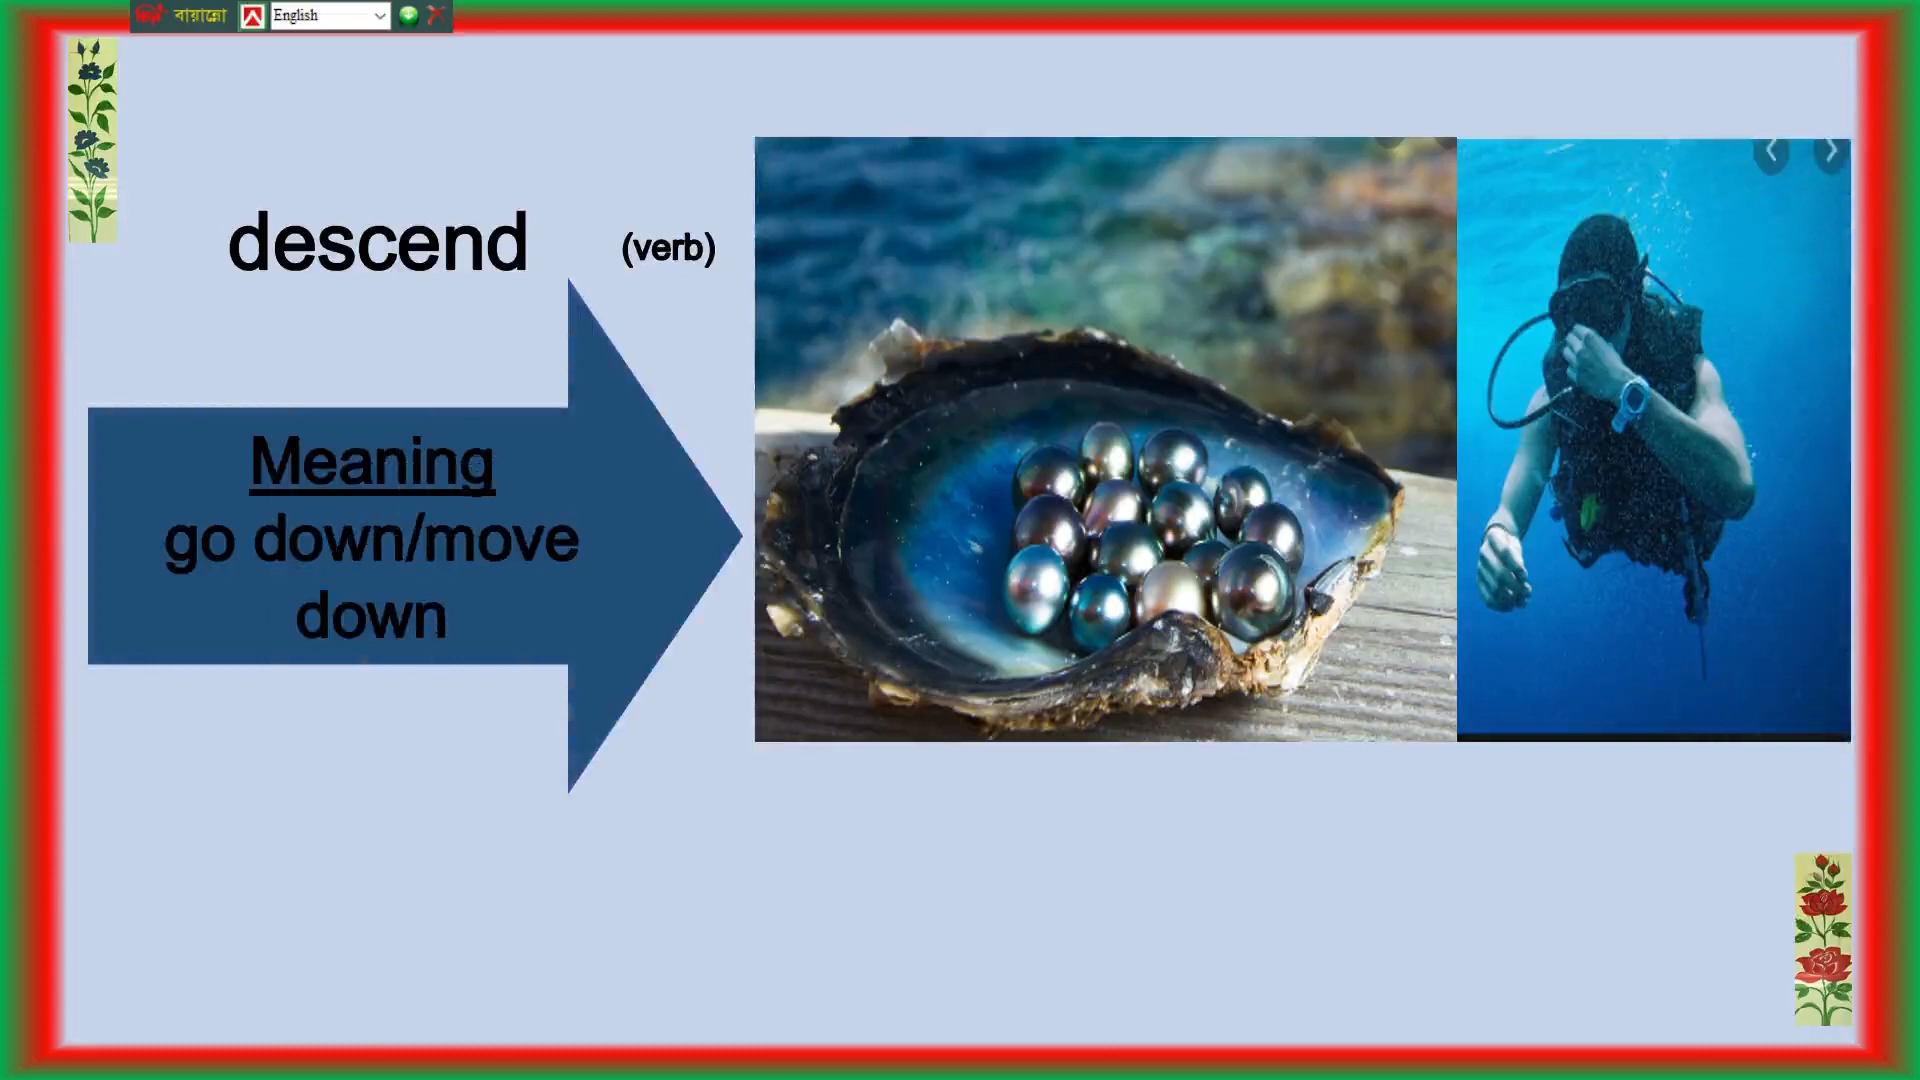 বায়ান্নো
English
descend (verb)
Meaning
go down/move
down